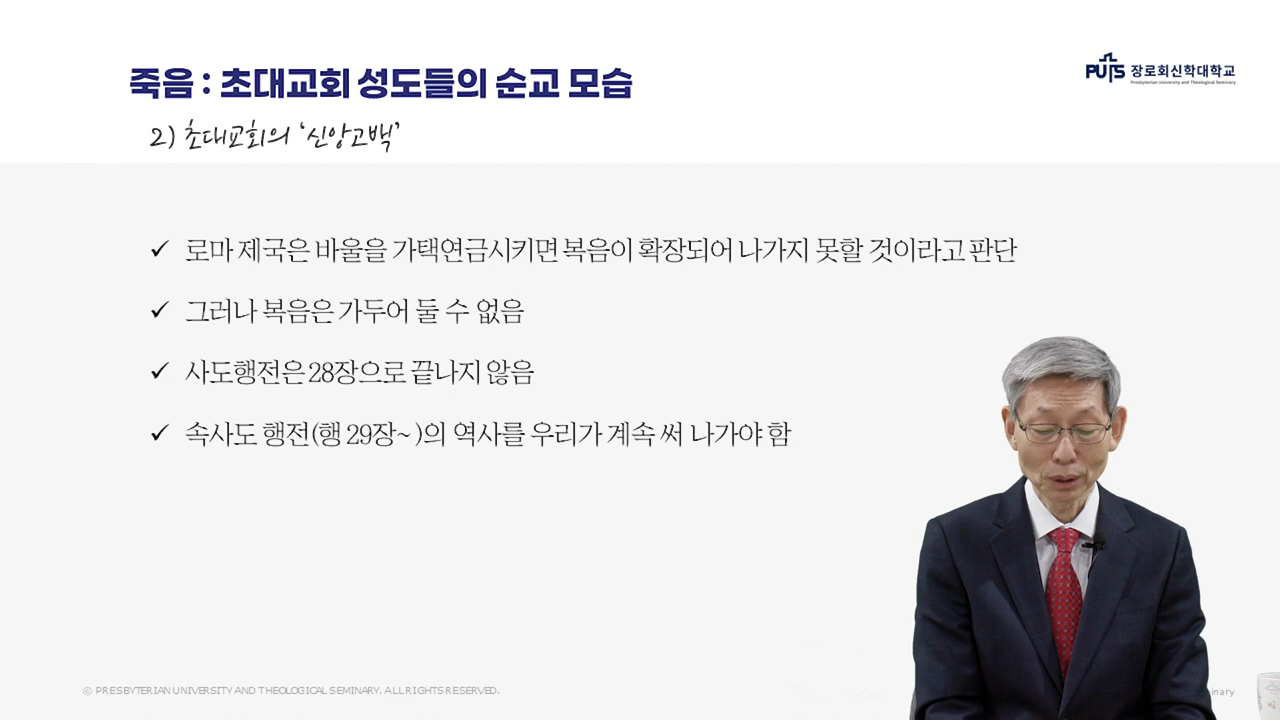 죽음 : 초대교회 성도들의 순교 모습
PUTS 장로회신학대학교
Presbyterian University and Theological Seminary
2) 초대교회의 ‘신앙고백’
✓ 로마 제국은 바울을 가택연금시키면 복음이 확장되어 나가지 못할 것이라고 판단
✓ 그러나 복음은 가두어 둘 수 없음
✓ 사도행전은 28장으로 끝나지 않음
✓ 속사도 행전(행 29장~ )의 역사를 우리가 계속 써 나가야 함
© PRESBYTERIAN UNIVERSITY AND THEOLOGICAL SEMINARY. ALL RIGHTS RESERVED.
inary